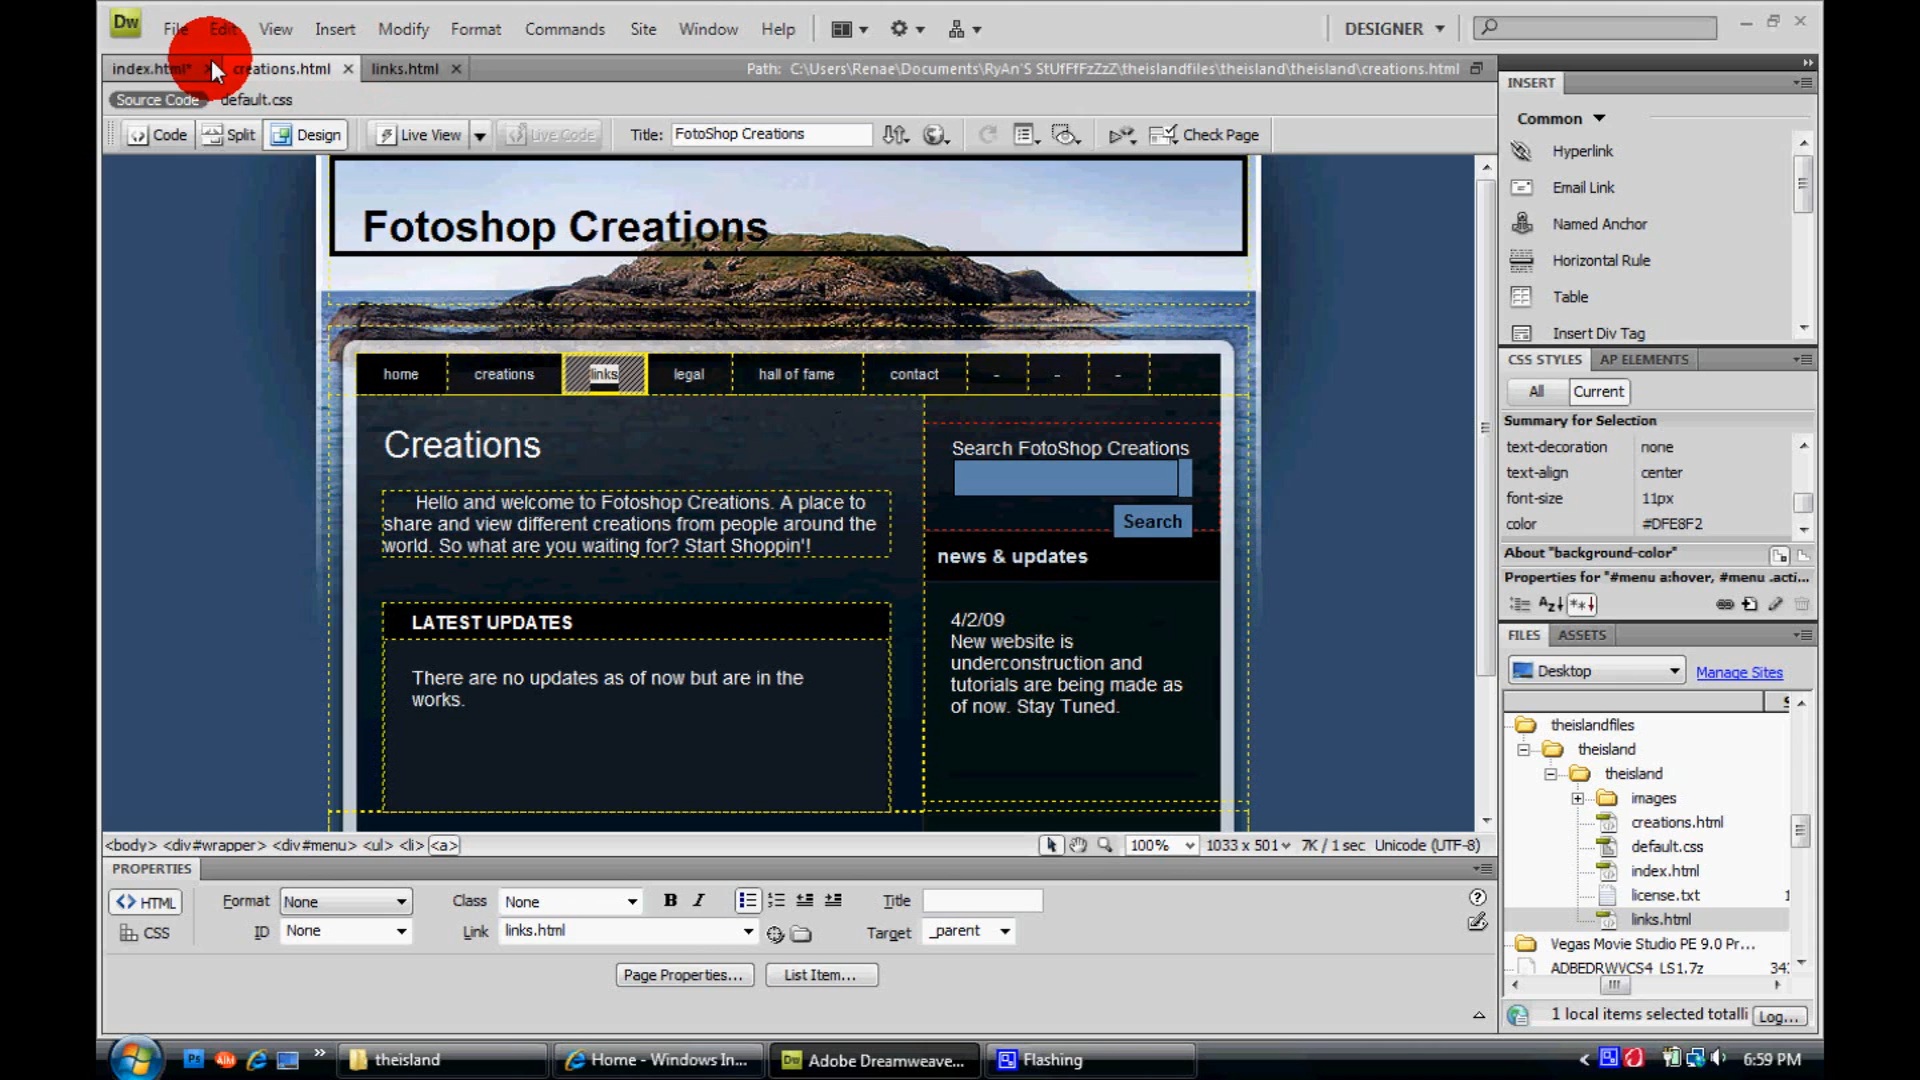 Dw File Edit View Insert Modify Format Commands Site Window Help DESIGNER
index.html* creations.html links.html Path: C:\Users\Renae\Documents\RyAn'S StUfFfFzZzZ\theislandfiles\theisland\theisland\creations.html
Source Code default.css
Code Split Design Live View Live Code Title: FotoShop Creations Check Page
Fotoshop Creations
home creations links legal hall of fame contact - - -
Creations
Hello and welcome to Fotoshop Creations. A place to
share and view different creations from people around the
world. So what are you waiting for? Start Shoppin'!
LATEST UPDATES
There are no updates as of now but are in the
works.
Search FotoShop Creations
Search
news & updates
4/2/09
New website is
underconstruction and
tutorials are being made as
of now. Stay Tuned.
<body> <div#wrapper> <div#menu> <ul> <li> <a> 100% 1033 x 501 7K / 1 sec Unicode (UTF-8)
PROPERTIES
<> HTML Format None Class None B I Title
CSS ID None Link links.html Target _parent
Page Properties... List Item...
INSERT
Common
Hyperlink
Email Link
Named Anchor
Horizontal Rule
Table
Insert Div Tag
CSS STYLES AP ELEMENTS
All Current
Summary for Selection
text-decoration none
text-align center
font-size 11px
color #DFE8F2
About "background-color"
Properties for "#menu a:hover, #menu .acti...
FILES ASSETS
Desktop Manage Sites
theislandfiles
theisland
theisland
images
creations.html
default.css
index.html
license.txt
links.html
Vegas Movie Studio PE 9.0 Pr...
ADBEDRWVCS4_LS1.7z 34
1 local items selected totalli Log...
Ps AIM theisland Home - Windows In... Dw Adobe Dreamweave... Flashing 6:59 PM